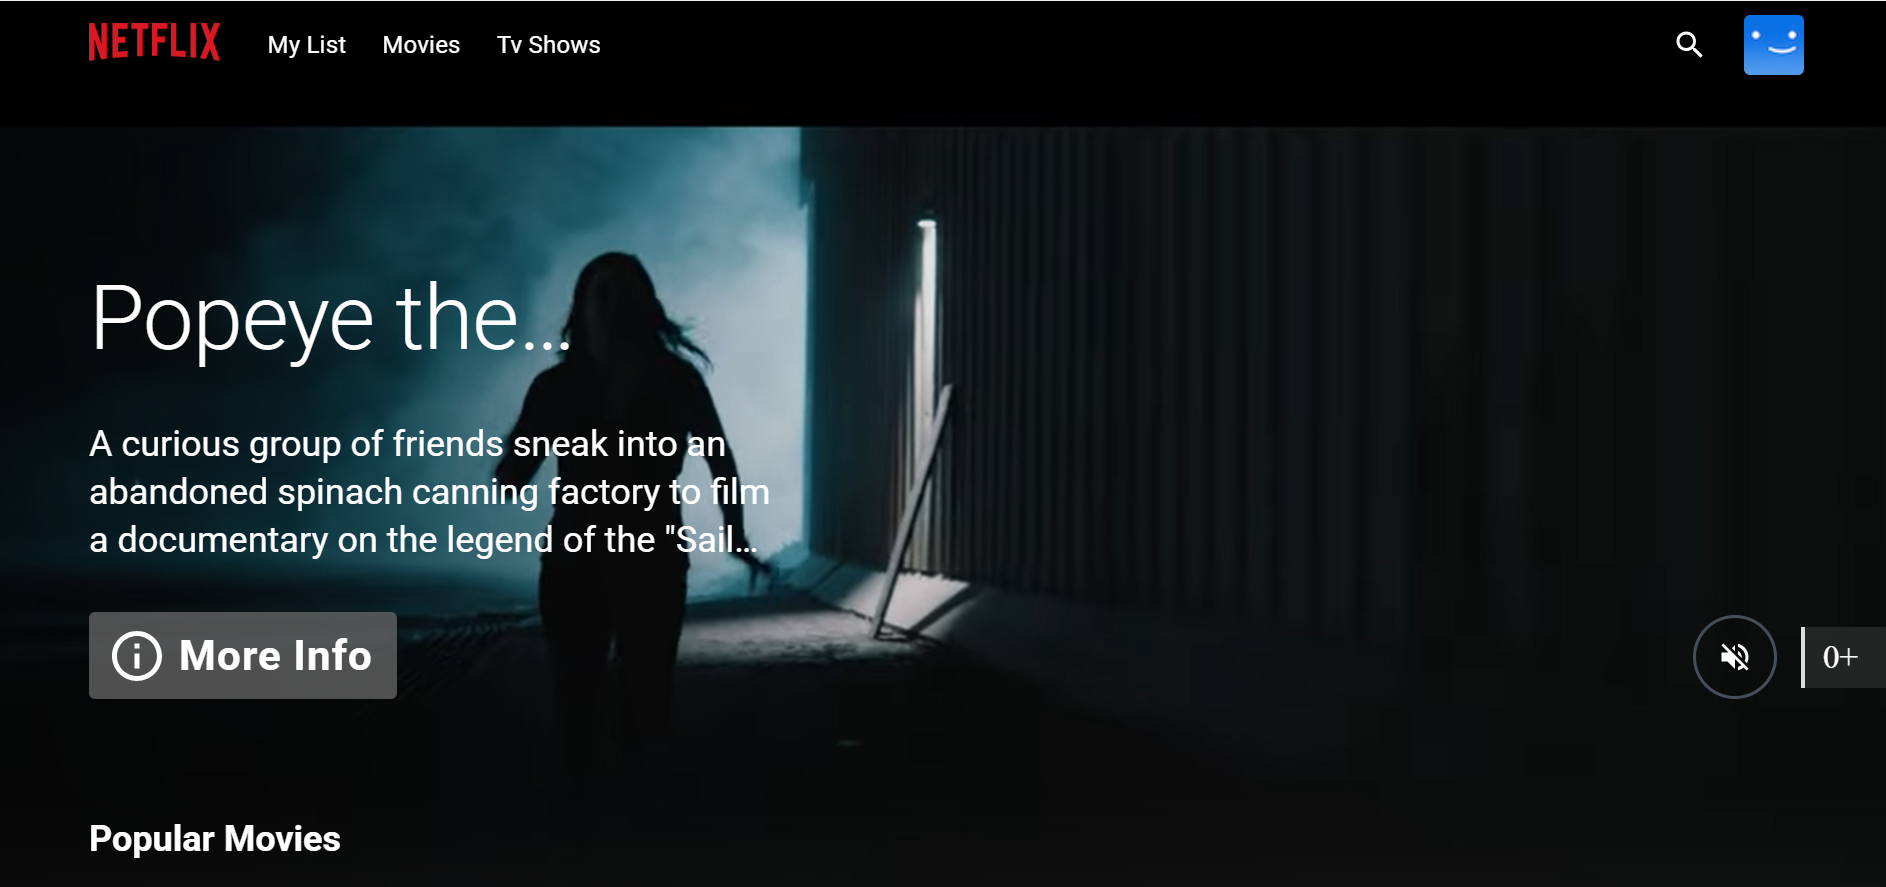 NETFLIX My List Movies Tv Shows
Popeye the...
A curious group of friends sneak into an
abandoned spinach canning factory to film
a documentary on the legend of the "Sail...
More Info
0+
Popular Movies